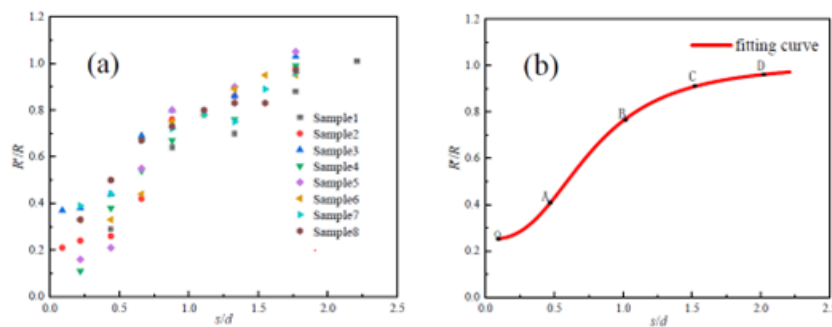 (a)
1.2
1.0
0.8
0.6
0.4
0.2
0.0
R'/R
0.0 0.5 1.0 1.5 2.0 2.5
s/d
Sample1
Sample2
Sample3
Sample4
Sample5
Sample6
Sample7
Sample8
(b)
fitting curve
1.2
1.0
0.8
0.6
0.4
0.2
0.0
R'/R
O
A
B
C
D
0.0 0.5 1.0 1.5 2.0 2.5
s/d